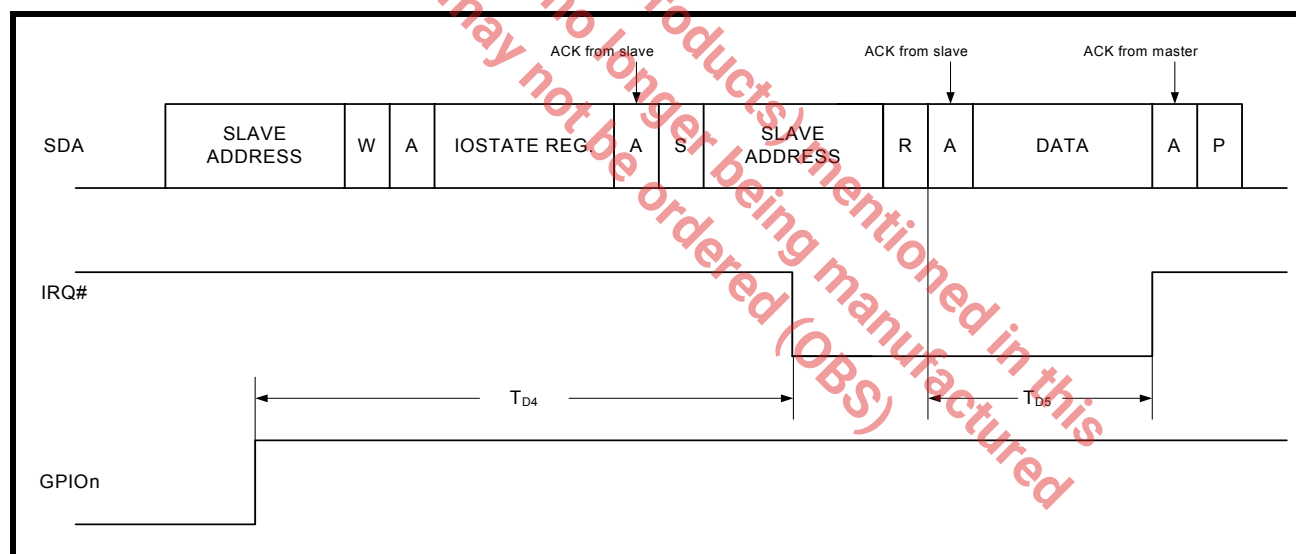 ACK from slave
ACK from slave
ACK from master
SDA
SLAVE ADDRESS
W
A
IOSTATE REG.
A
S
SLAVE ADDRESS
R
A
DATA
A
P
IRQ#
TD4
TD5
GPIOn
products) mentioned in this
no longer being manufactured
may not be ordered (OBS)